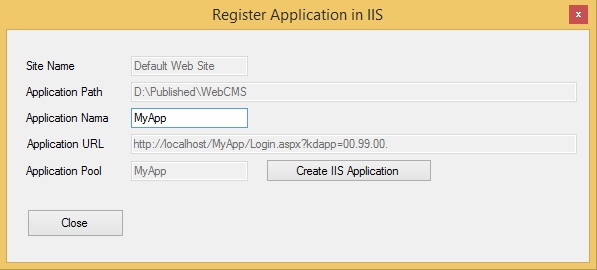 Register Application in IIS
x
Site Name Default Web Site
Application Path D:\Published\WebCMS
Application Nama MyApp
Application URL http://localhost/MyApp/Login.aspx?kdapp=00.99.00.
Application Pool MyApp Create IIS Application
Close